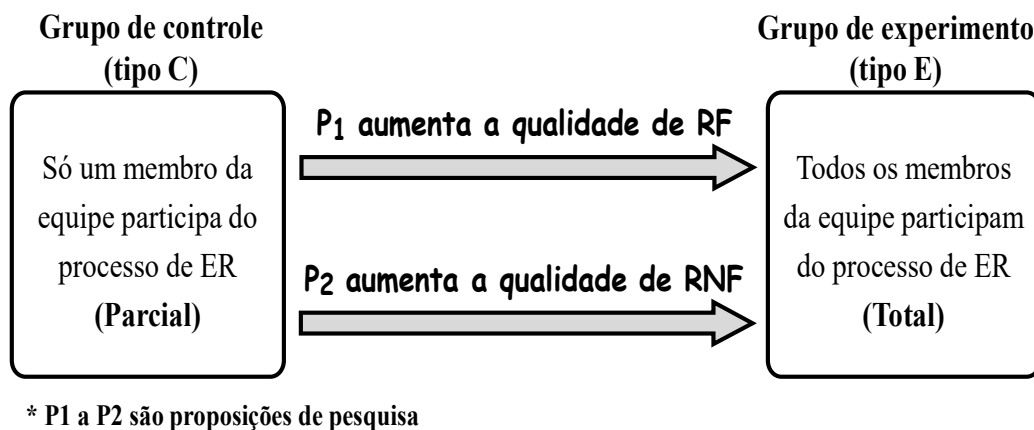 Grupo de controle
(tipo C)
Só um membro da
equipe participa do
processo de ER
(Parcial)
P1 aumenta a qualidade de RF
P2 aumenta a qualidade de RNF
Grupo de experimento
(tipo E)
Todos os membros
da equipe participam
do processo de ER
(Total)
* P1 a P2 são proposições de pesquisa